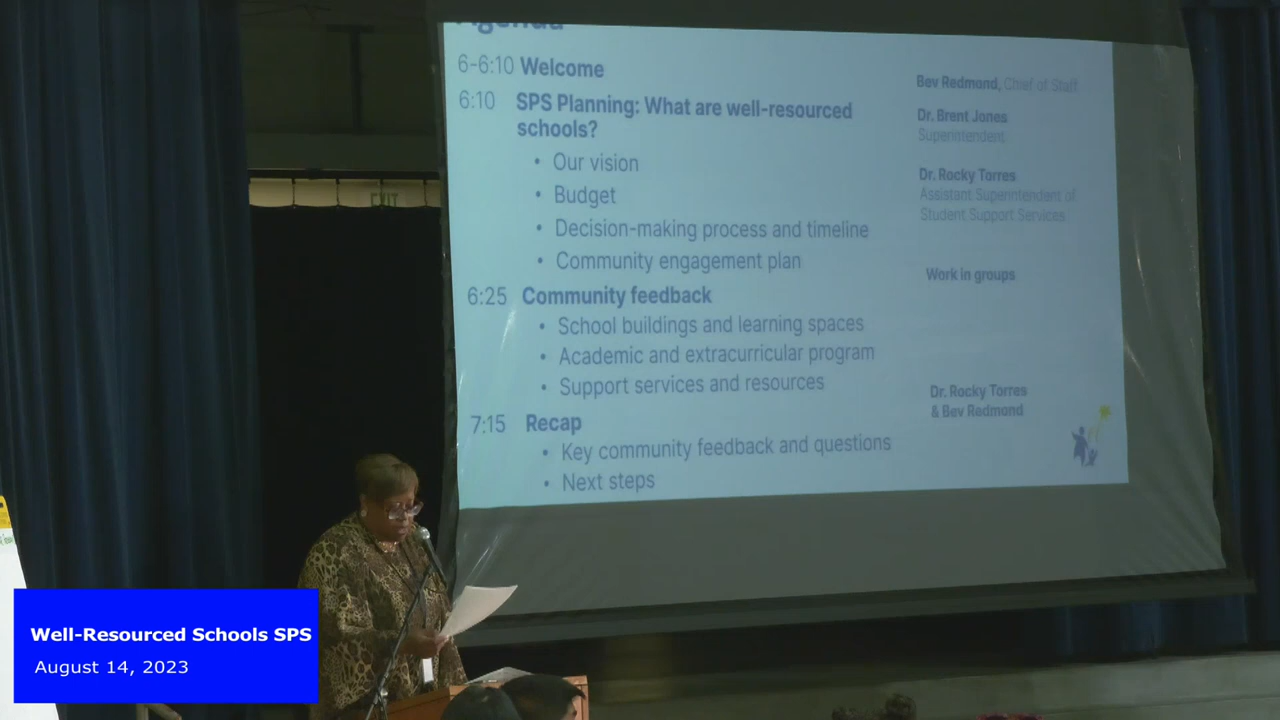 Agenda
6-6:10 Welcome
Bev Redmond, Chief of Staff
6:10 SPS Planning: What are well-resourced
schools?
Dr. Brent Jones
Superintendent
• Our vision
Dr. Rocky Torres
Assistant Superintendent of
Student Support Services
• Budget
• Decision-making process and timeline
• Community engagement plan
Work in groups
6:25 Community feedback
• School buildings and learning spaces
• Academic and extracurricular program
• Support services and resources
Dr. Rocky Torres
& Bev Redmond
7:15 Recap
• Key community feedback and questions
• Next steps
EXIT
Well-Resourced Schools SPS
August 14, 2023